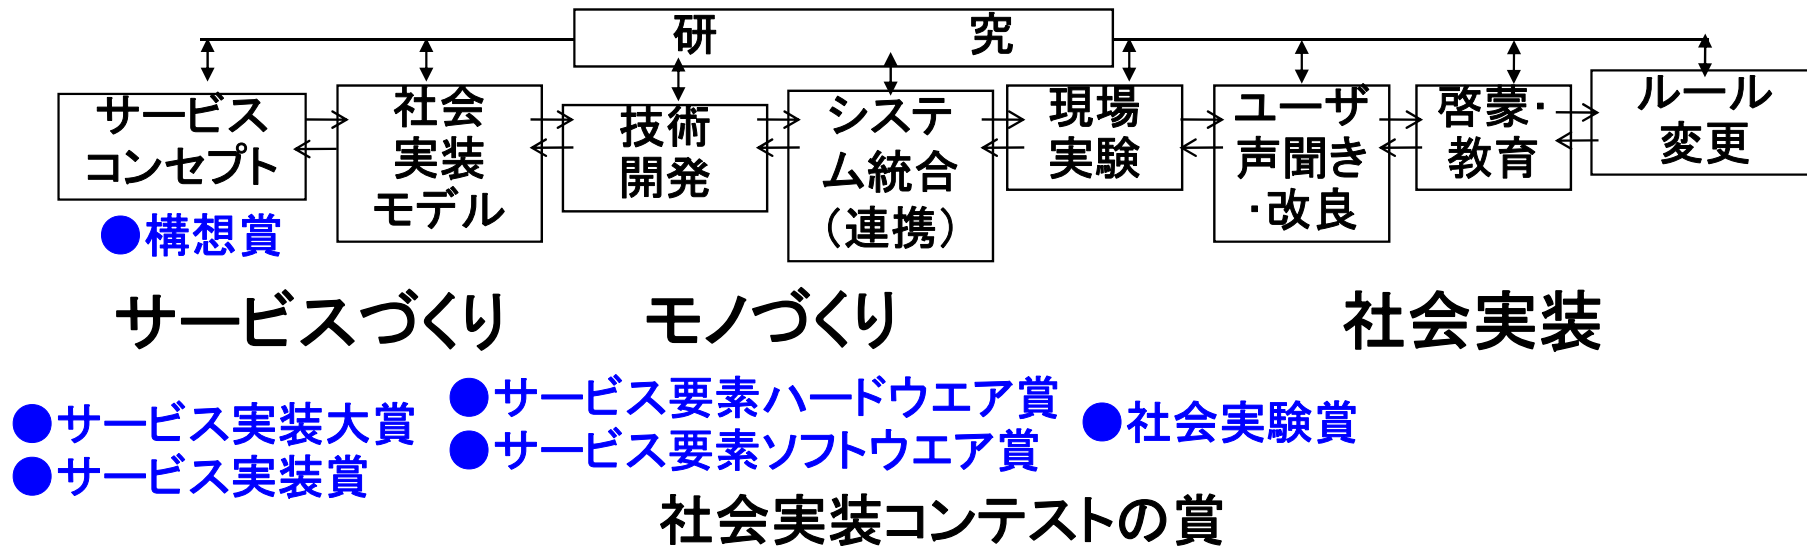 研 究
サービス
コンセプト
社会
実装
モデル
技術
開発
システ
ム統合
（連携）
現場
実験
ユーザ
声聞き
・改良
啓蒙・
教育
ルール
変更
●構想賞
サービスづくり
モノづくり
社会実装
●サービス実装大賞
●サービス実装賞
●サービス要素ハードウエア賞
●サービス要素ソフトウエア賞
●社会実験賞
社会実装コンテストの賞